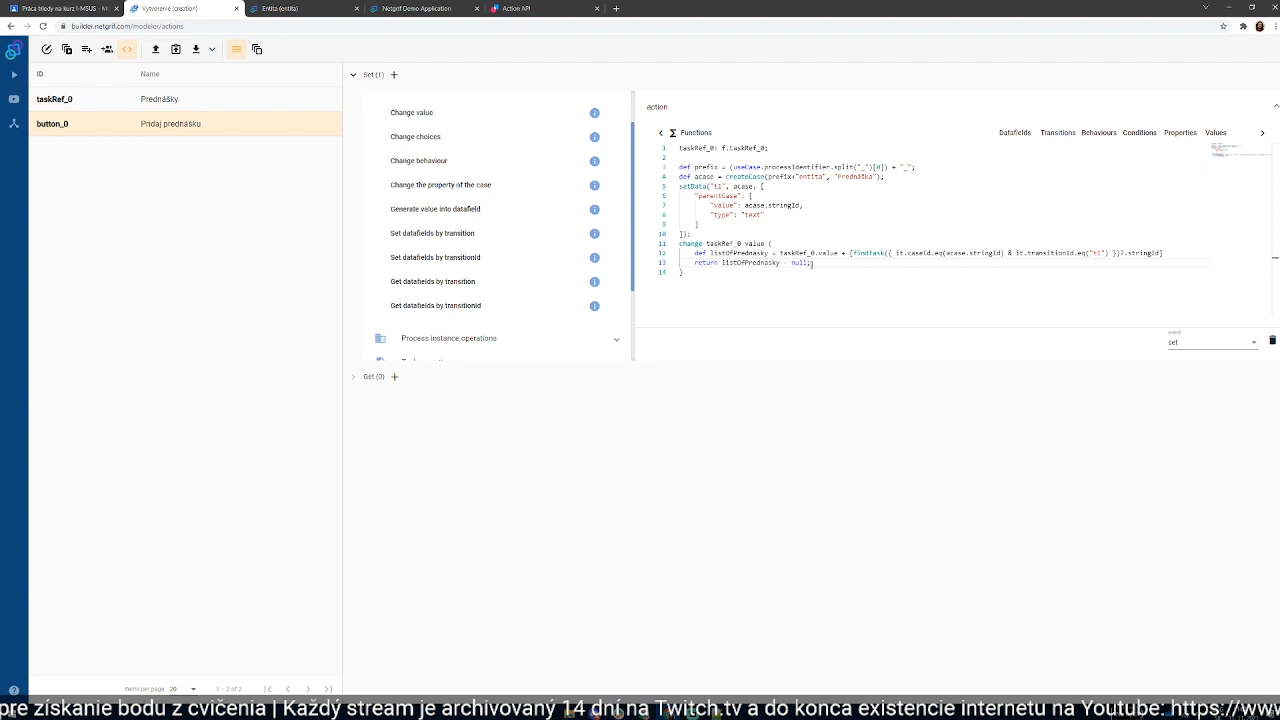 Práca triedy na kurz I-MSUS - Mo
Vytvorenie (creation)
Entita (entita)
Netgrif Demo Application
Action API
builder.netgrif.com/modeler/actions
ID Name
taskRef_0 Prednášky
button_0 Pridaj prednášku
Items per page: 20 1 - 2 of 2
Set (1)
Change value
Change choices
Change behaviour
Change the property of the case
Generate value into datafield
Set datafields by transition
Set datafields by transitionId
Get datafields by transition
Get datafields by transitionId
Process instance operations
action
Functions Datafields Transitions Behaviours Conditions Properties Values
1 taskRef_0: f.taskRef_0;
2
3 def prefix = (useCase.processIdentifier.split("_")[0]) + "_";
4 def acase = createCase(prefix+"entita", "Prednáška");
5 setData("t1", acase, [
6 "parentCase": [
7 "value": acase.stringId,
8 "type": "text"
9 ]
10 ]);
11 change taskRef_0 value {
12 def listOfPrednasky = taskRef_0.value + [findTask({ it.caseId.eq(acase.stringId) & it.transitionId.eq("t1") })?.stringId]
13 return listOfPrednasky - null;
14 }
event
set
Get (0)
pre získanie bodu z cvičenia | Každý stream je archivovaný 14 dní na Twitch.tv a do konca existencie internetu na Youtube: https://www